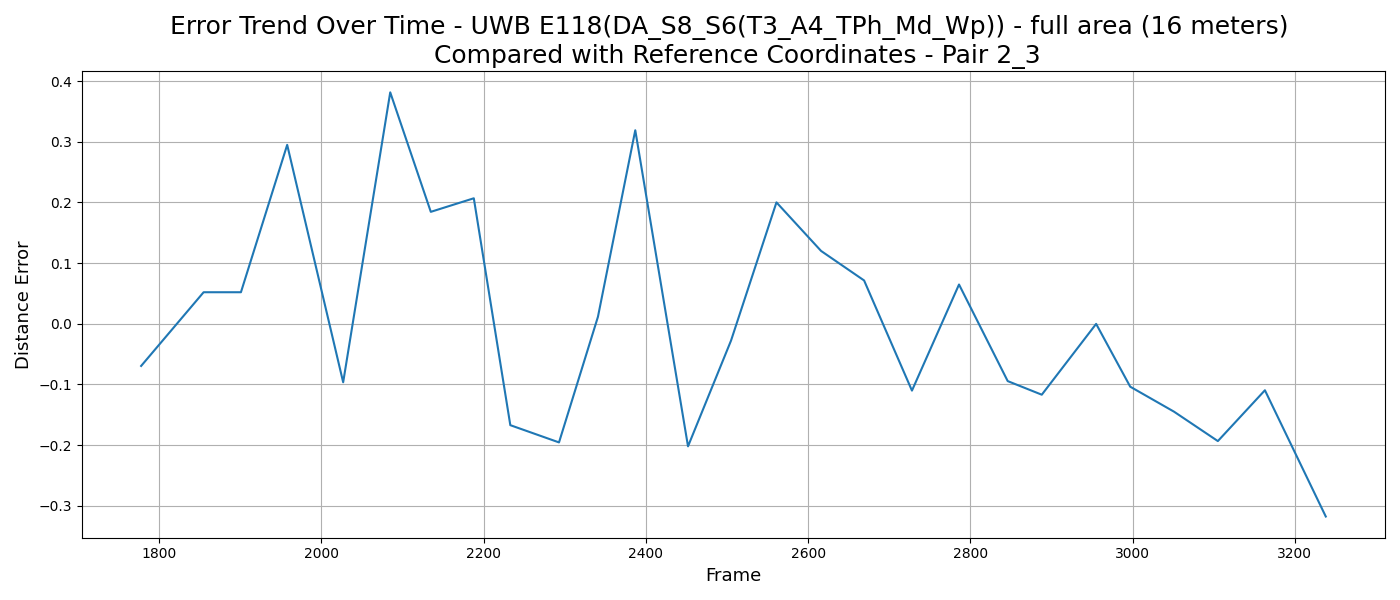 Error Trend Over Time - UWB E118(DA_S8_S6(T3_A4_TPh_Md_Wp)) - full area (16 meters)
Compared with Reference Coordinates - Pair 2_3
Distance Error
0.4
0.3
0.2
0.1
0.0
−0.1
−0.2
−0.3
1800 2000 2200 2400 2600 2800 3000 3200
Frame